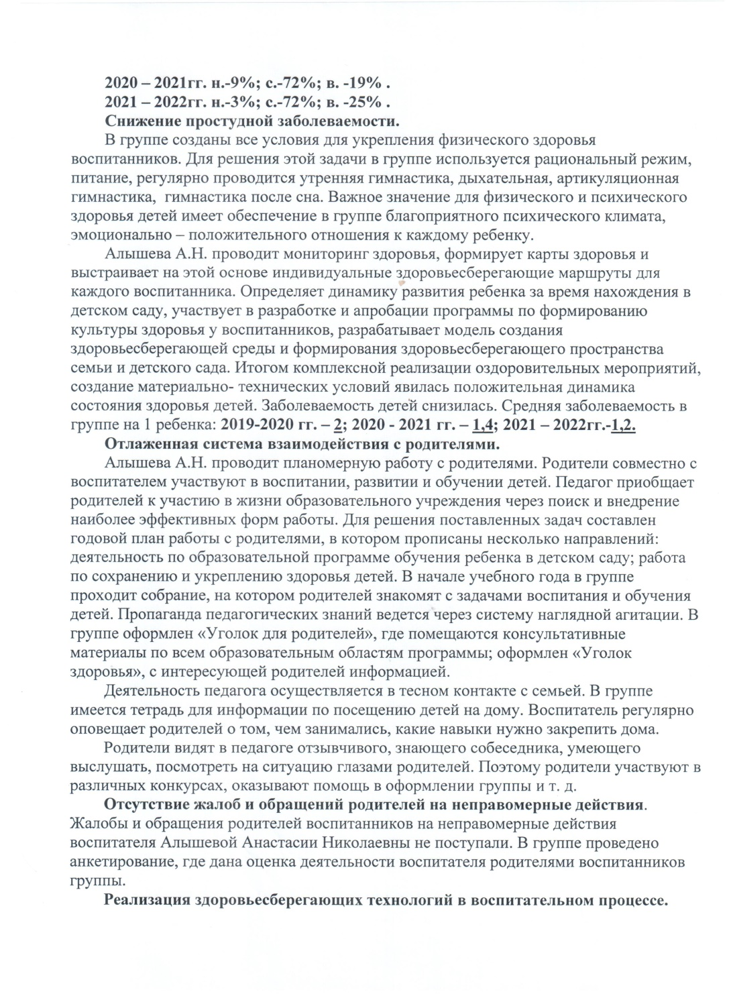 2020 – 2021гг. н.-9%; с.-72%; в. -19% .
2021 – 2022гг. н.-3%; с.-72%; в. -25% .
Снижение простудной заболеваемости.
В группе созданы все условия для укрепления физического здоровья
воспитанников. Для решения этой задачи в группе используется рациональный режим,
питание, регулярно проводится утренняя гимнастика, дыхательная, артикуляционная
гимнастика,  гимнастика после сна. Важное значение для физического и психического
здоровья детей имеет обеспечение в группе благоприятного психического климата,
эмоционально – положительного отношения к каждому ребенку.
Алышева А.Н. проводит мониторинг здоровья, формирует карты здоровья и
выстраивает на этой основе индивидуальные здоровьесберегающие маршруты для
каждого воспитанника. Определяет динамику развития ребенка за время нахождения в
детском саду, участвует в разработке и апробации программы по формированию
культуры здоровья у воспитанников, разрабатывает модель создания
здоровьесберегающей среды и формирования здоровьесберегающего пространства
семьи и детского сада. Итогом комплексной реализации оздоровительных мероприятий,
создание материально- технических условий явилась положительная динамика
состояния здоровья детей. Заболеваемость детей снизилась. Средняя заболеваемость в
группе на 1 ребенка: 2019-2020 гг. – 2; 2020 - 2021 гг. – 1,4; 2021 – 2022гг.-1,2.
Отлаженная система взаимодействия с родителями.
Алышева А.Н. проводит планомерную работу с родителями. Родители совместно с
воспитателем участвуют в воспитании, развитии и обучении детей. Педагог приобщает
родителей к участию в жизни образовательного учреждения через поиск и внедрение
наиболее эффективных форм работы. Для решения поставленных задач составлен
годовой план работы с родителями, в котором прописаны несколько направлений:
деятельность по образовательной программе обучения ребенка в детском саду; работа
по сохранению и укреплению здоровья детей. В начале учебного года в группе
проходит собрание, на котором родителей знакомят с задачами воспитания и обучения
детей. Пропаганда педагогических знаний ведется через систему наглядной агитации. В
группе оформлен «Уголок для родителей», где помещаются консультативные
материалы по всем образовательным областям программы; оформлен «Уголок
здоровья», с интересующей родителей информацией.
Деятельность педагога осуществляется в тесном контакте с семьей. В группе
имеется тетрадь для информации по посещению детей на дому. Воспитатель регулярно
оповещает родителей о том, чем занимались, какие навыки нужно закрепить дома.
Родители видят в педагоге отзывчивого, знающего собеседника, умеющего
выслушать, посмотреть на ситуацию глазами родителей. Поэтому родители участвуют в
различных конкурсах, оказывают помощь в оформлении группы и т. д.
Отсутствие жалоб и обращений родителей на неправомерные действия.
Жалобы и обращения родителей воспитанников на неправомерные действия
воспитателя Алышевой Анастасии Николаевны не поступали. В группе проведено
анкетирование, где дана оценка деятельности воспитателя родителями воспитанников
группы.
Реализация здоровьесберегающих технологий в воспитательном процессе.